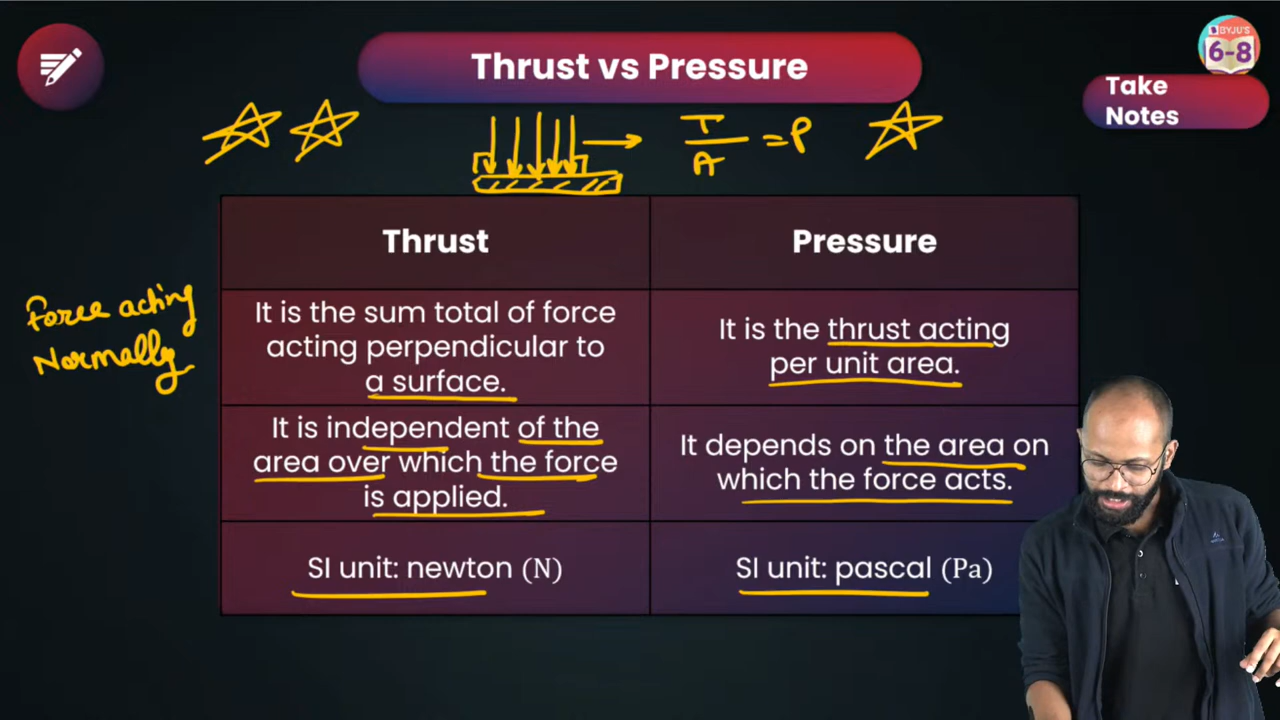 Thrust vs Pressure
BYJU'S
6-8
Take
Notes
T
A
=P
Thrust
Pressure
Force acting
Normally
It is the sum total of force
acting perpendicular to
a surface.
It is the thrust acting
per unit area.
It is independent of the
area over which the force
is applied.
It depends on the area on
which the force acts.
SI unit: newton (N)
SI unit: pascal (Pa)